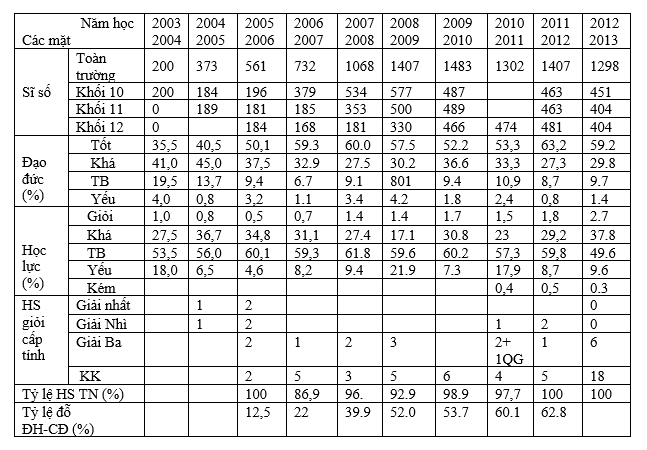 Năm học 2003 2004 2005 2006 2007 2008 2009 2010 2011 2012
Các mặt 2004 2005 2006 2007 2008 2009 2010 2011 2012 2013
Sĩ số
Toàn trường 200 373 561 732 1068 1407 1483 1302 1407 1298
Khối 10 200 184 196 379 534 577 487 463 451
Khối 11 0 189 181 185 353 500 489 463 404
Khối 12 0 184 168 181 330 466 474 481 404
Đạo đức (%)
Tốt 35,5 40,5 50,1 59.3 60.0 57.5 52.2 53,3 63,2 59.2
Khá 41,0 45,0 37,5 32.9 27.5 30.2 36.6 33,3 27,3 29.8
TB 19,5 13,7 9,4 6.7 9.1 801 9.4 10,9 8,7 9.7
Yếu 4,0 0,8 3,2 1.1 3.4 4.2 1.8 2,4 0,8 1.4
Học lực (%)
Giỏi 1,0 0,8 0,5 0,7 1.4 1.4 1.7 1,5 1,8 2.7
Khá 27,5 36,7 34,8 31,1 27.4 17.1 30.8 23 29,2 37.8
TB 53,5 56,0 60,1 59,3 61.8 59.6 60.2 57,3 59,8 49.6
Yếu 18,0 6,5 4,6 8,2 9.4 21.9 7.3 17,9 8,7 9.6
Kém 0,4 0,5 0.3
HS giỏi cấp tỉnh
Giải nhất 1 2 0
Giải Nhì 1 2 1 2 0
Giải Ba 2 1 2 3 2+ 1QG 1 6
KK 2 5 3 5 6 4 5 18
Tỷ lệ HS TN (%) 100 86,9 96. 92.9 98.9 97,7 100 100
Tỷ lệ đỗ ĐH-CĐ (%) 12,5 22 39.9 52.0 53.7 60.1 62.8